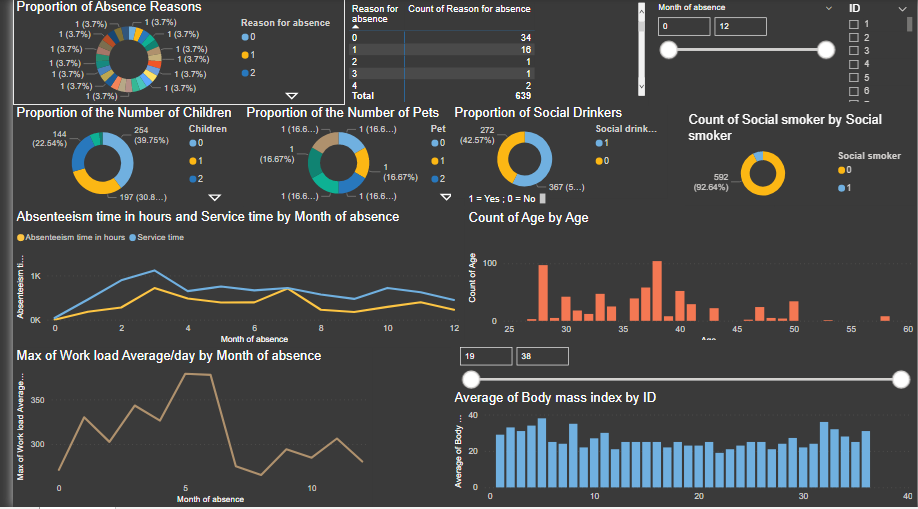 Proportion of Absence Reasons
1 (3.7%)
1 (3.7%)
1 (3.7%)
1 (3.7%)
1 (3.7%)
1 (3.7%)
1 (3.7%)
1 (3.7%)
1 (3.7%)
1 (3.7%)
1 (3.7%)
1 (3.7%)
1 (3.7%)
Reason for absence
0
1
2
Reason for absence Count of Reason for absence
0 34
1 16
2 1
3 1
4 2
Total 639
Month of absence
0 12
ID
1
2
3
4
5
6
Proportion of the Number of Children
144 (22.54%)
254 (39.75%)
197 (30.8...)
Children
0
1
2
Proportion of the Number of Pets
1 (16.6...)
1 (16.6...)
1 (16.67%)
1 (16.67%)
1 (16.6...)
1 (16.6...)
Pet
0
1
2
Proportion of Social Drinkers
272 (42.57%)
367 (5...)
Social drink...
1
0
1 = Yes ; 0 = No
Count of Social smoker by Social smoker
592 (92.64%)
Social smoker
0
1
Absenteeism time in hours and Service time by Month of absence
Absenteeism time in hours Service time
Absenteeism ti...
1K
0K
0 2 4 6 8 10 12
Month of absence
Count of Age by Age
Count of Age
100
0
25 30 35 40 45 50 55 60
Max of Work load Average/day by Month of absence
Max of Work load Average...
350
300
0 5 10
Month of absence
19 38
Average of Body mass index by ID
Average of Body ...
40
20
0
0 10 20 30 40